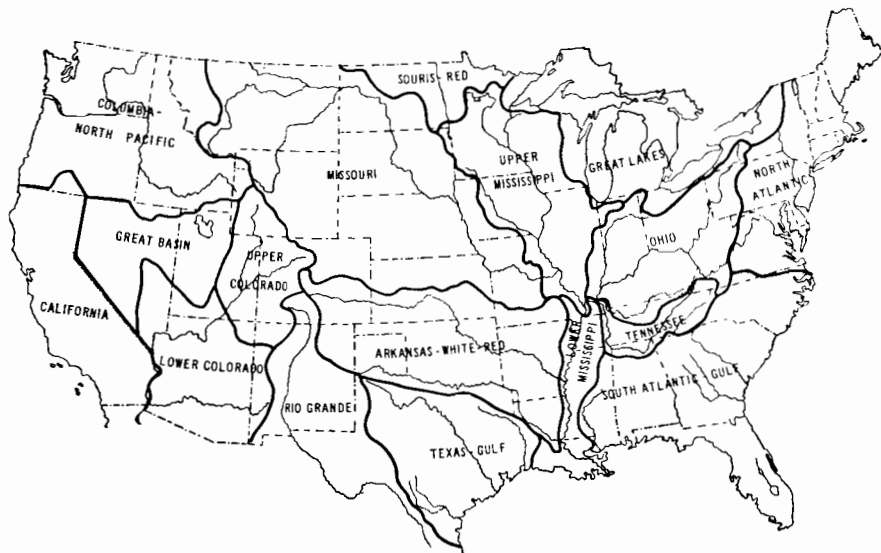 SOURIS-RED
COLUMBIA-
NORTH PACIFIC
MISSOURI
UPPER
MISSISSIPPI
GREAT LAKES
NORTH
ATLANTIC
GREAT BASIN
UPPER
COLORADO
OHIO
CALIFORNIA
LOWER COLORADO
ARKANSAS-WHITE-RED
LOWER
MISSISSIPPI
TENNESSEE
SOUTH ATLANTIC-GULF
RIO GRANDE
TEXAS-GULF